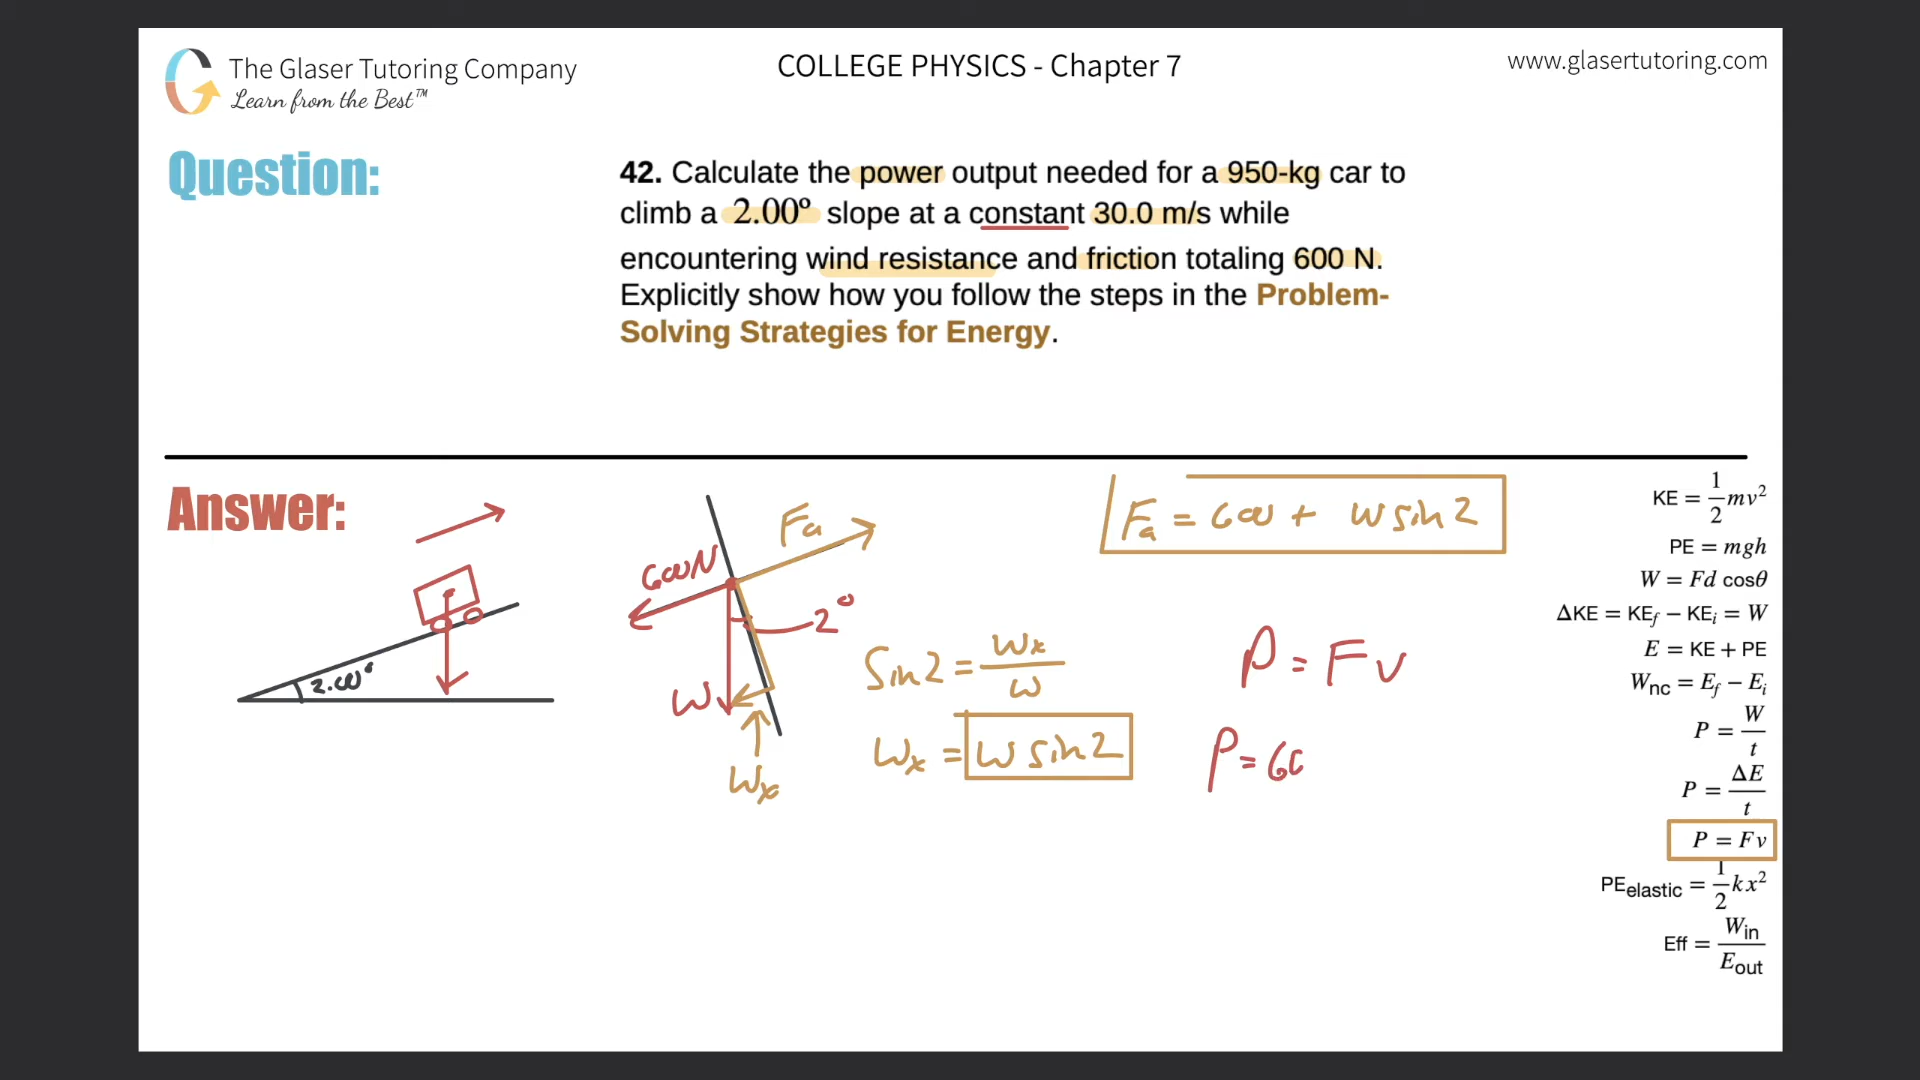 The Glaser Tutoring Company
Learn from the Best™
COLLEGE PHYSICS - Chapter 7
www.glasertutoring.com
Question:
42. Calculate the power output needed for a 950-kg car to
climb a 2.00º slope at a constant 30.0 m/s while
encountering wind resistance and friction totaling 600 N.
Explicitly show how you follow the steps in the Problem-
Solving Strategies for Energy.
Answer:
2.00°
600N
Fa
2°
W
Wx
Sin2 = Wx/W
Wx = W sin2
Fa = 600 + W sin2
P = Fv
P = 60
KE = 1/2 mv²
PE = mgh
W = Fd cosθ
ΔKE = KEf − KEi = W
E = KE + PE
Wnc = Ef − Ei
P = W/t
P = ΔE/t
P = Fv
PEelastic = 1/2 kx²
Eff = Win/Eout